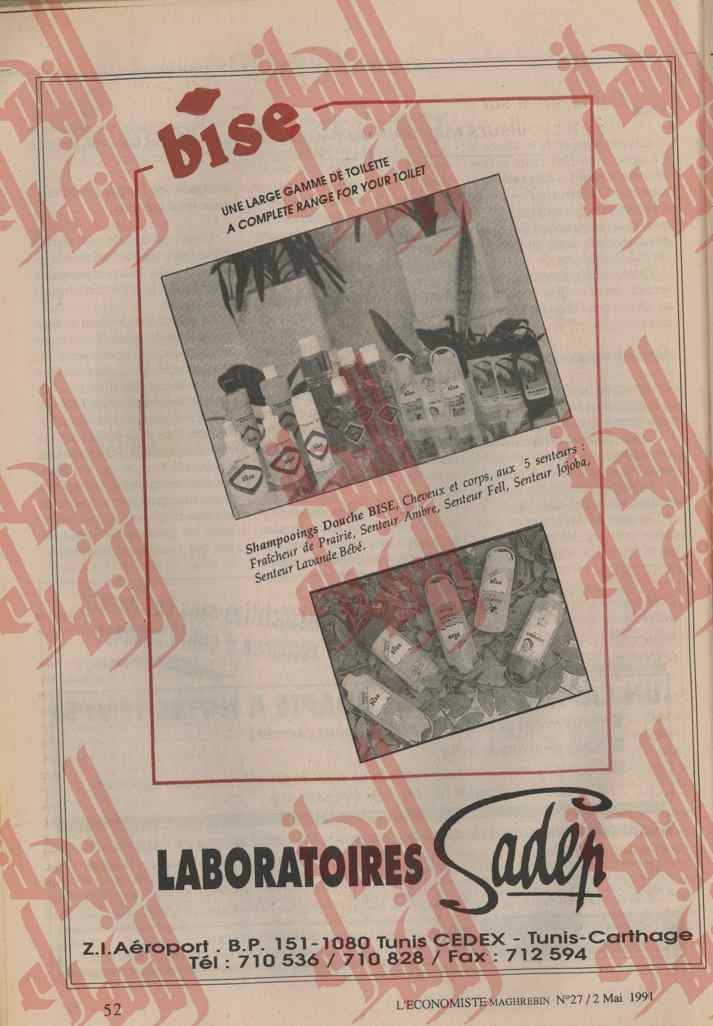 bise
UNE LARGE GAMME DE TOILETTE
A COMPLETE RANGE FOR YOUR TOILET
Shampooings Douche BISE, Cheveux et corps, aux 5 senteurs :
Fraîcheur de Prairie, Senteur Ambre, Senteur Fell, Senteur Jojoba,
Senteur Lavande Bébé.
LABORATOIRES Sadep
Z.I.Aéroport . B.P. 151-1080 Tunis CEDEX - Tunis-Carthage
Tél : 710 536 / 710 828 / Fax : 712 594
52
L'ECONOMISTE MAGHREBIN N°27 / 2 Mai 1991